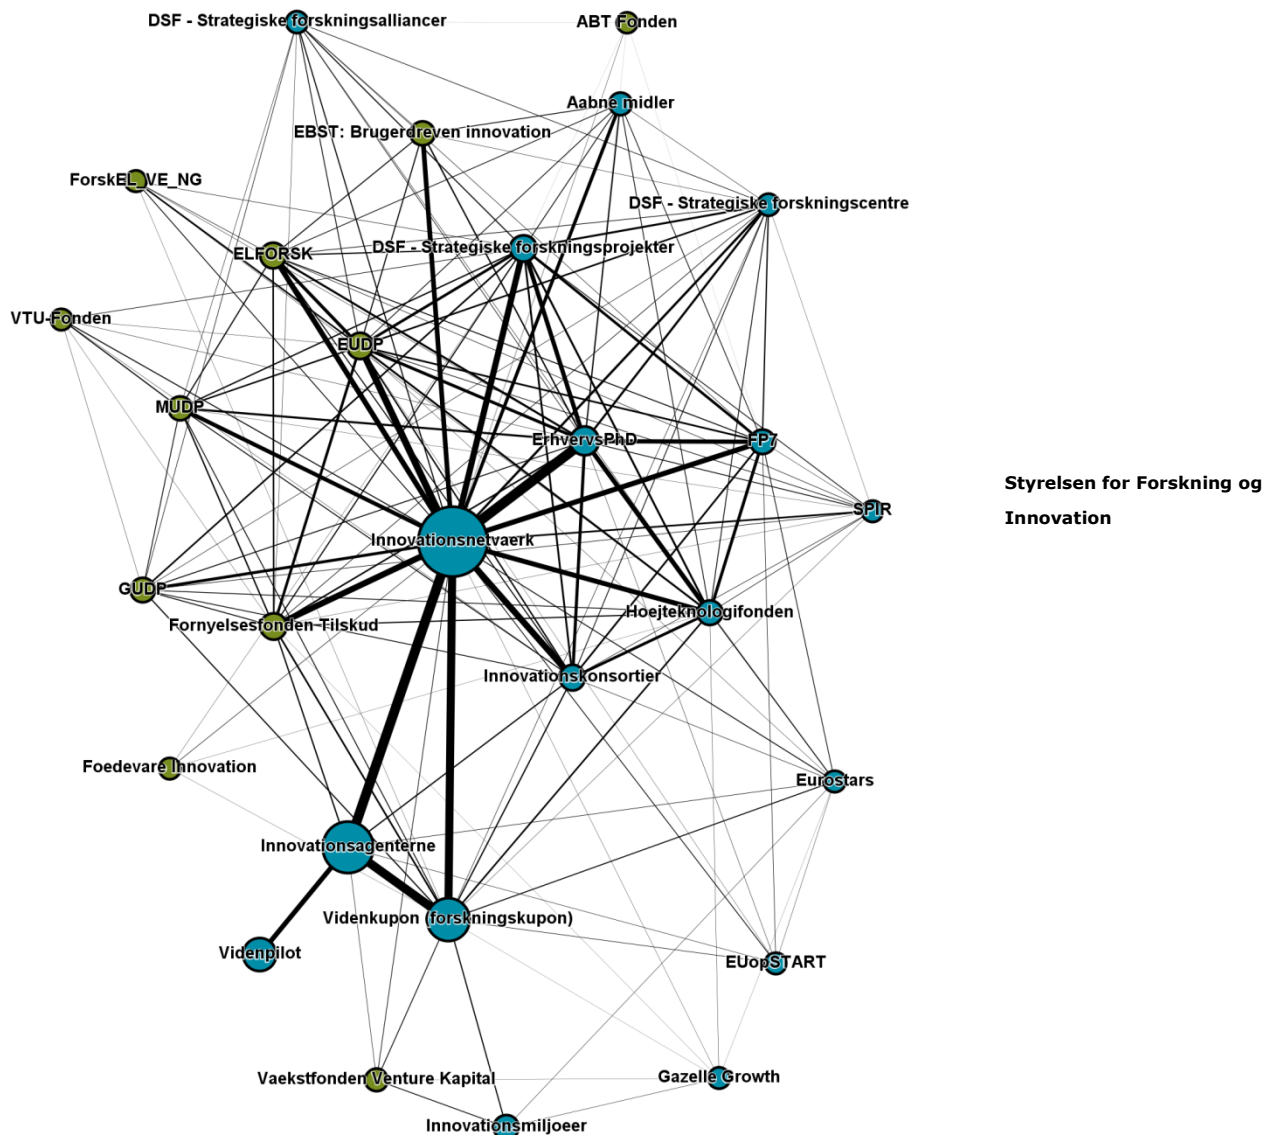 DSF - Strategiske forskningsalliancer
ABT Fonden
Aabne midler
EBST: Brugerdreven innovation
ForskEL_VE_NG
DSF - Strategiske forskningscentre
DSF - Strategiske forskningsprojekter
ELFORSK
VTU-Fonden
EUDP
MUDP
ErhvervsPhD
FP7
Styrelsen for Forskning og
Innovation
SPIR
Innovationsnetvaerk
GUDP
Hoejteknologifonden
Fornyelsesfonden-Tilskud
Innovationskonsortier
Foedevare Innovation
Eurostars
Innovationsagenterne
Videnkupon (forskningskupon)
Videnpilot
EUopSTART
Vaekstfonden Venture Kapital
Gazelle Growth
Innovationsmiljoeer